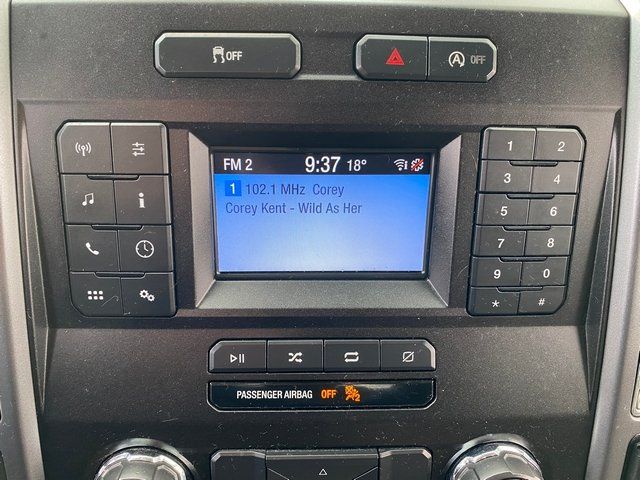 OFF
A OFF
FM 2 9:37 18°
1 102.1 MHz Corey
Corey Kent - Wild As Her
i
1 2
3 4
5 6
7 8
9 0
* #
PASSENGER AIRBAG OFF 2